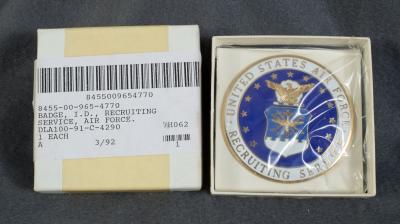 8455009654770
8455-00-965-4770
BADGE, I.D., RECRUITING
SERVICE, AIR FORCE.
DLA100-91-C-4290
1 EACH
A 3/92 1
UNITED STATES AIR FORCE
RECRUITING SERVICE